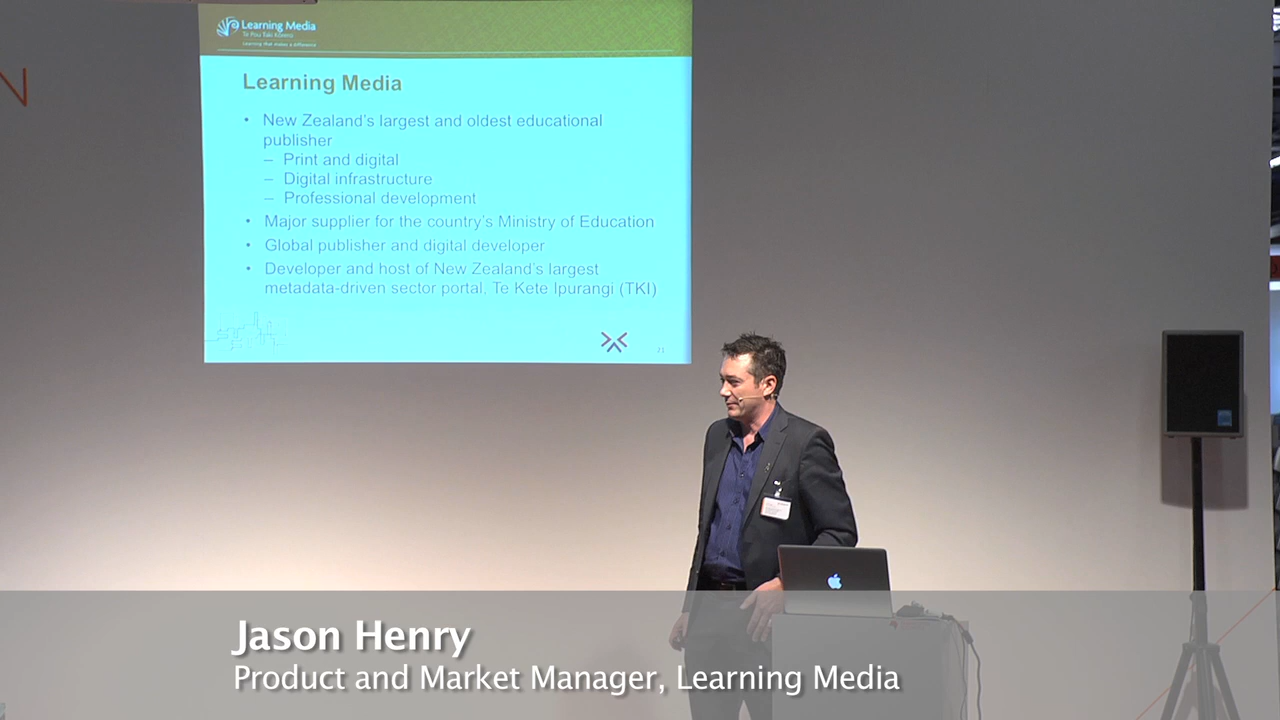 N
Learning Media
Te Pou Taki Kōrero
Learning that makes a difference
Learning Media
• New Zealand's largest and oldest educational
publisher
– Print and digital
– Digital infrastructure
– Professional development
• Major supplier for the country's Ministry of Education
• Global publisher and digital developer
• Developer and host of New Zealand's largest
metadata-driven sector portal, Te Kete Ipurangi (TKI)
21
Jason Henry
Product and Market Manager, Learning Media